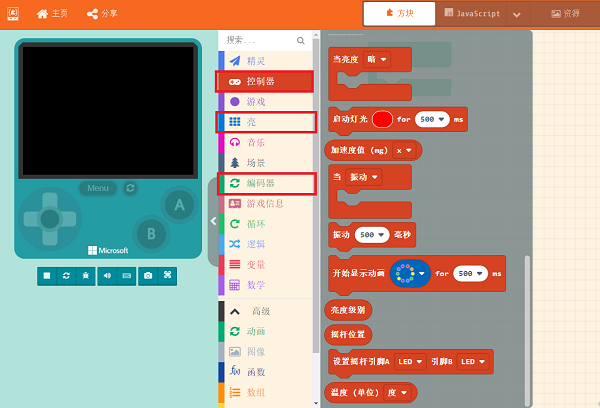 主页
分享
方块
JavaScript
资源
搜索...
精灵
控制器
游戏
亮
音乐
场景
编码器
游戏信息
循环
逻辑
变量
数学
高级
动画
图像
f(x) 函数
数组
Menu
A
B
Microsoft
当亮度 暗
启动灯光 for 500 ms
加速度值 (mg) x
当 振动
振动 500 毫秒
开始显示动画 for 500 ms
亮度级别
摇杆位置
设置摇杆引脚A LED 引脚B LED
温度 (单位) 度